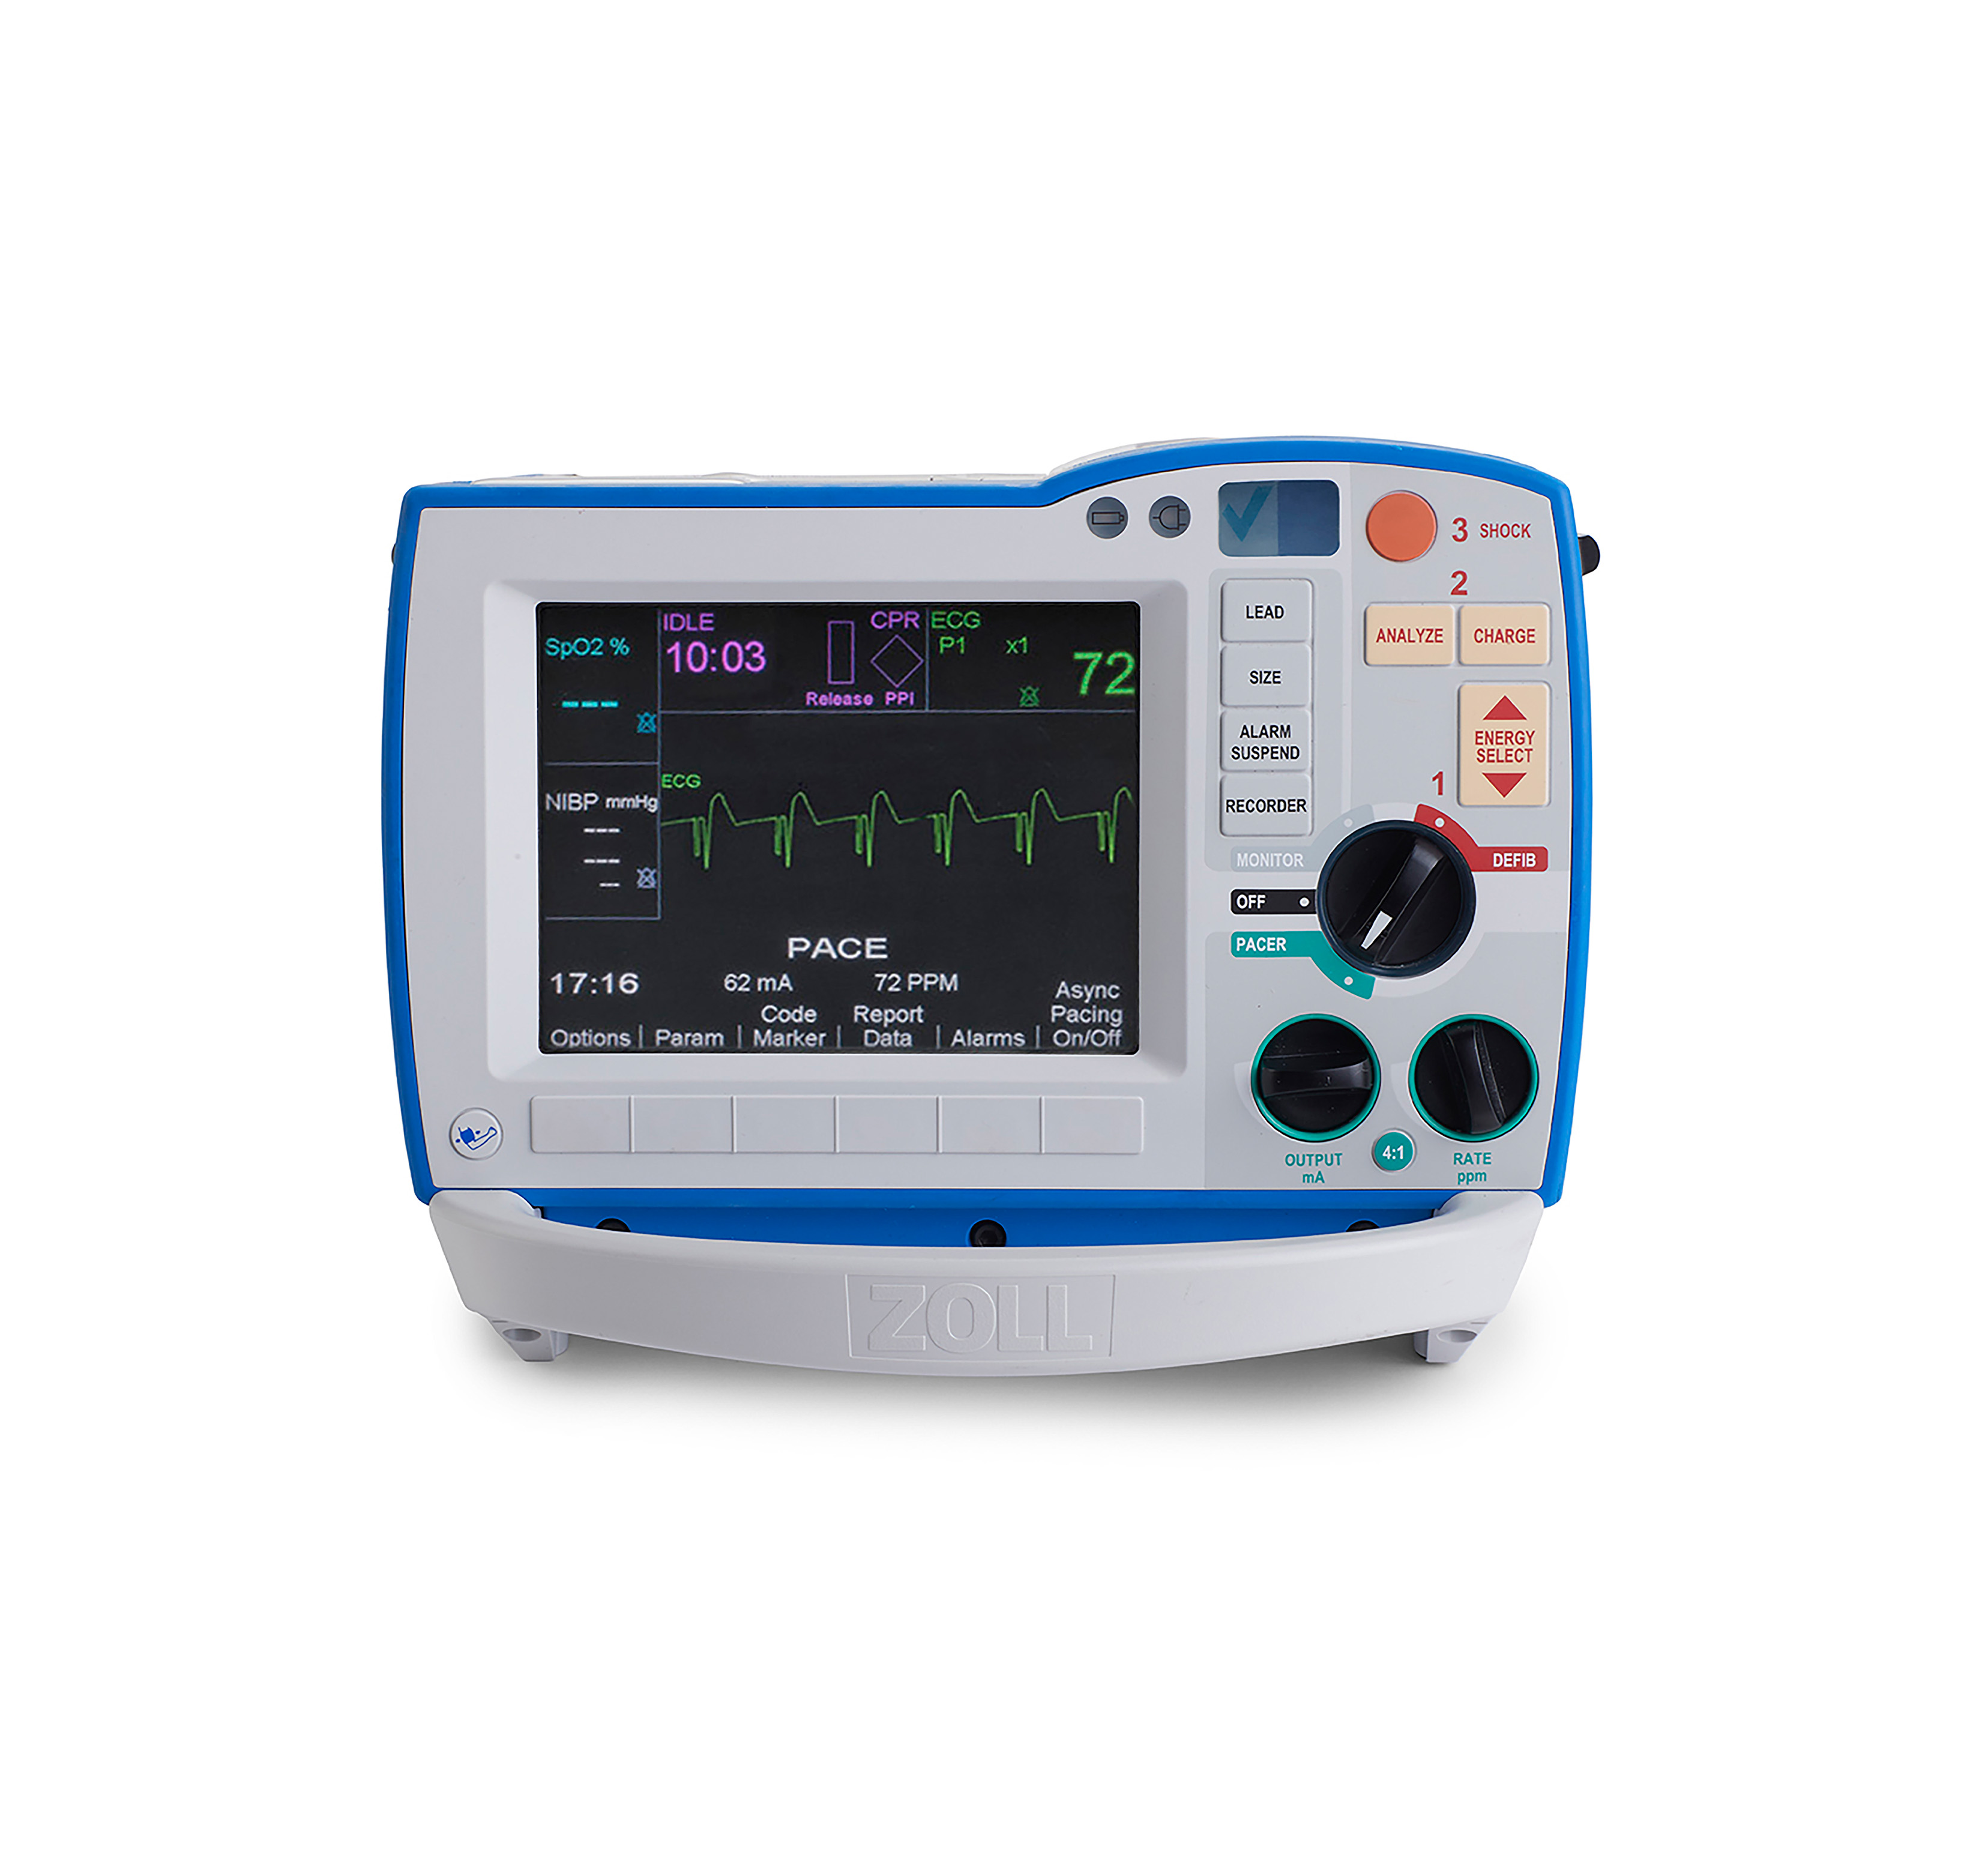 SpO2 %
---
IDLE
10:03
CPR
Release PPI
ECG
P1 x1
72
NIBP mmHg
---
---
--
ECG
PACE
17:16 62 mA 72 PPM
Options | Param | Code Marker | Report Data | Alarms | Async Pacing On/Off
3 SHOCK
2
ANALYZE
CHARGE
ENERGY
SELECT
1
LEAD
SIZE
ALARM
SUSPEND
RECORDER
MONITOR
DEFIB
OFF
PACER
OUTPUT
mA
4:1
RATE
ppm
ZOLL